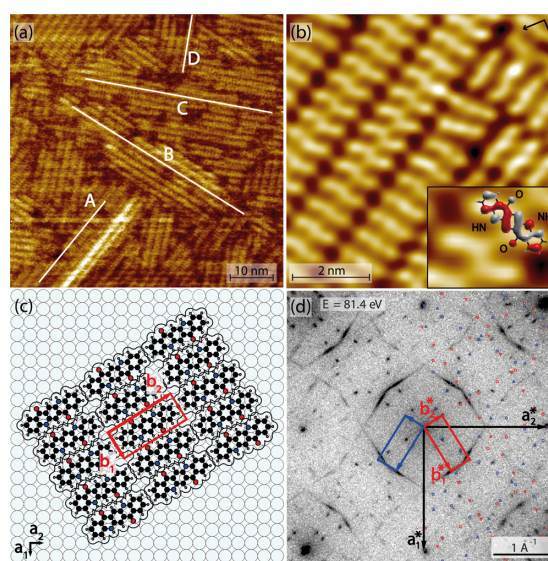 (a)
D
C
B
A
10 nm
(b)
O
NH
HN
O
2 nm
(c)
b₂
b₁
a₂
a₁
(d)
E = 81.4 eV
b₂*
a₂*
b₁*
a₁*
1 Å⁻¹